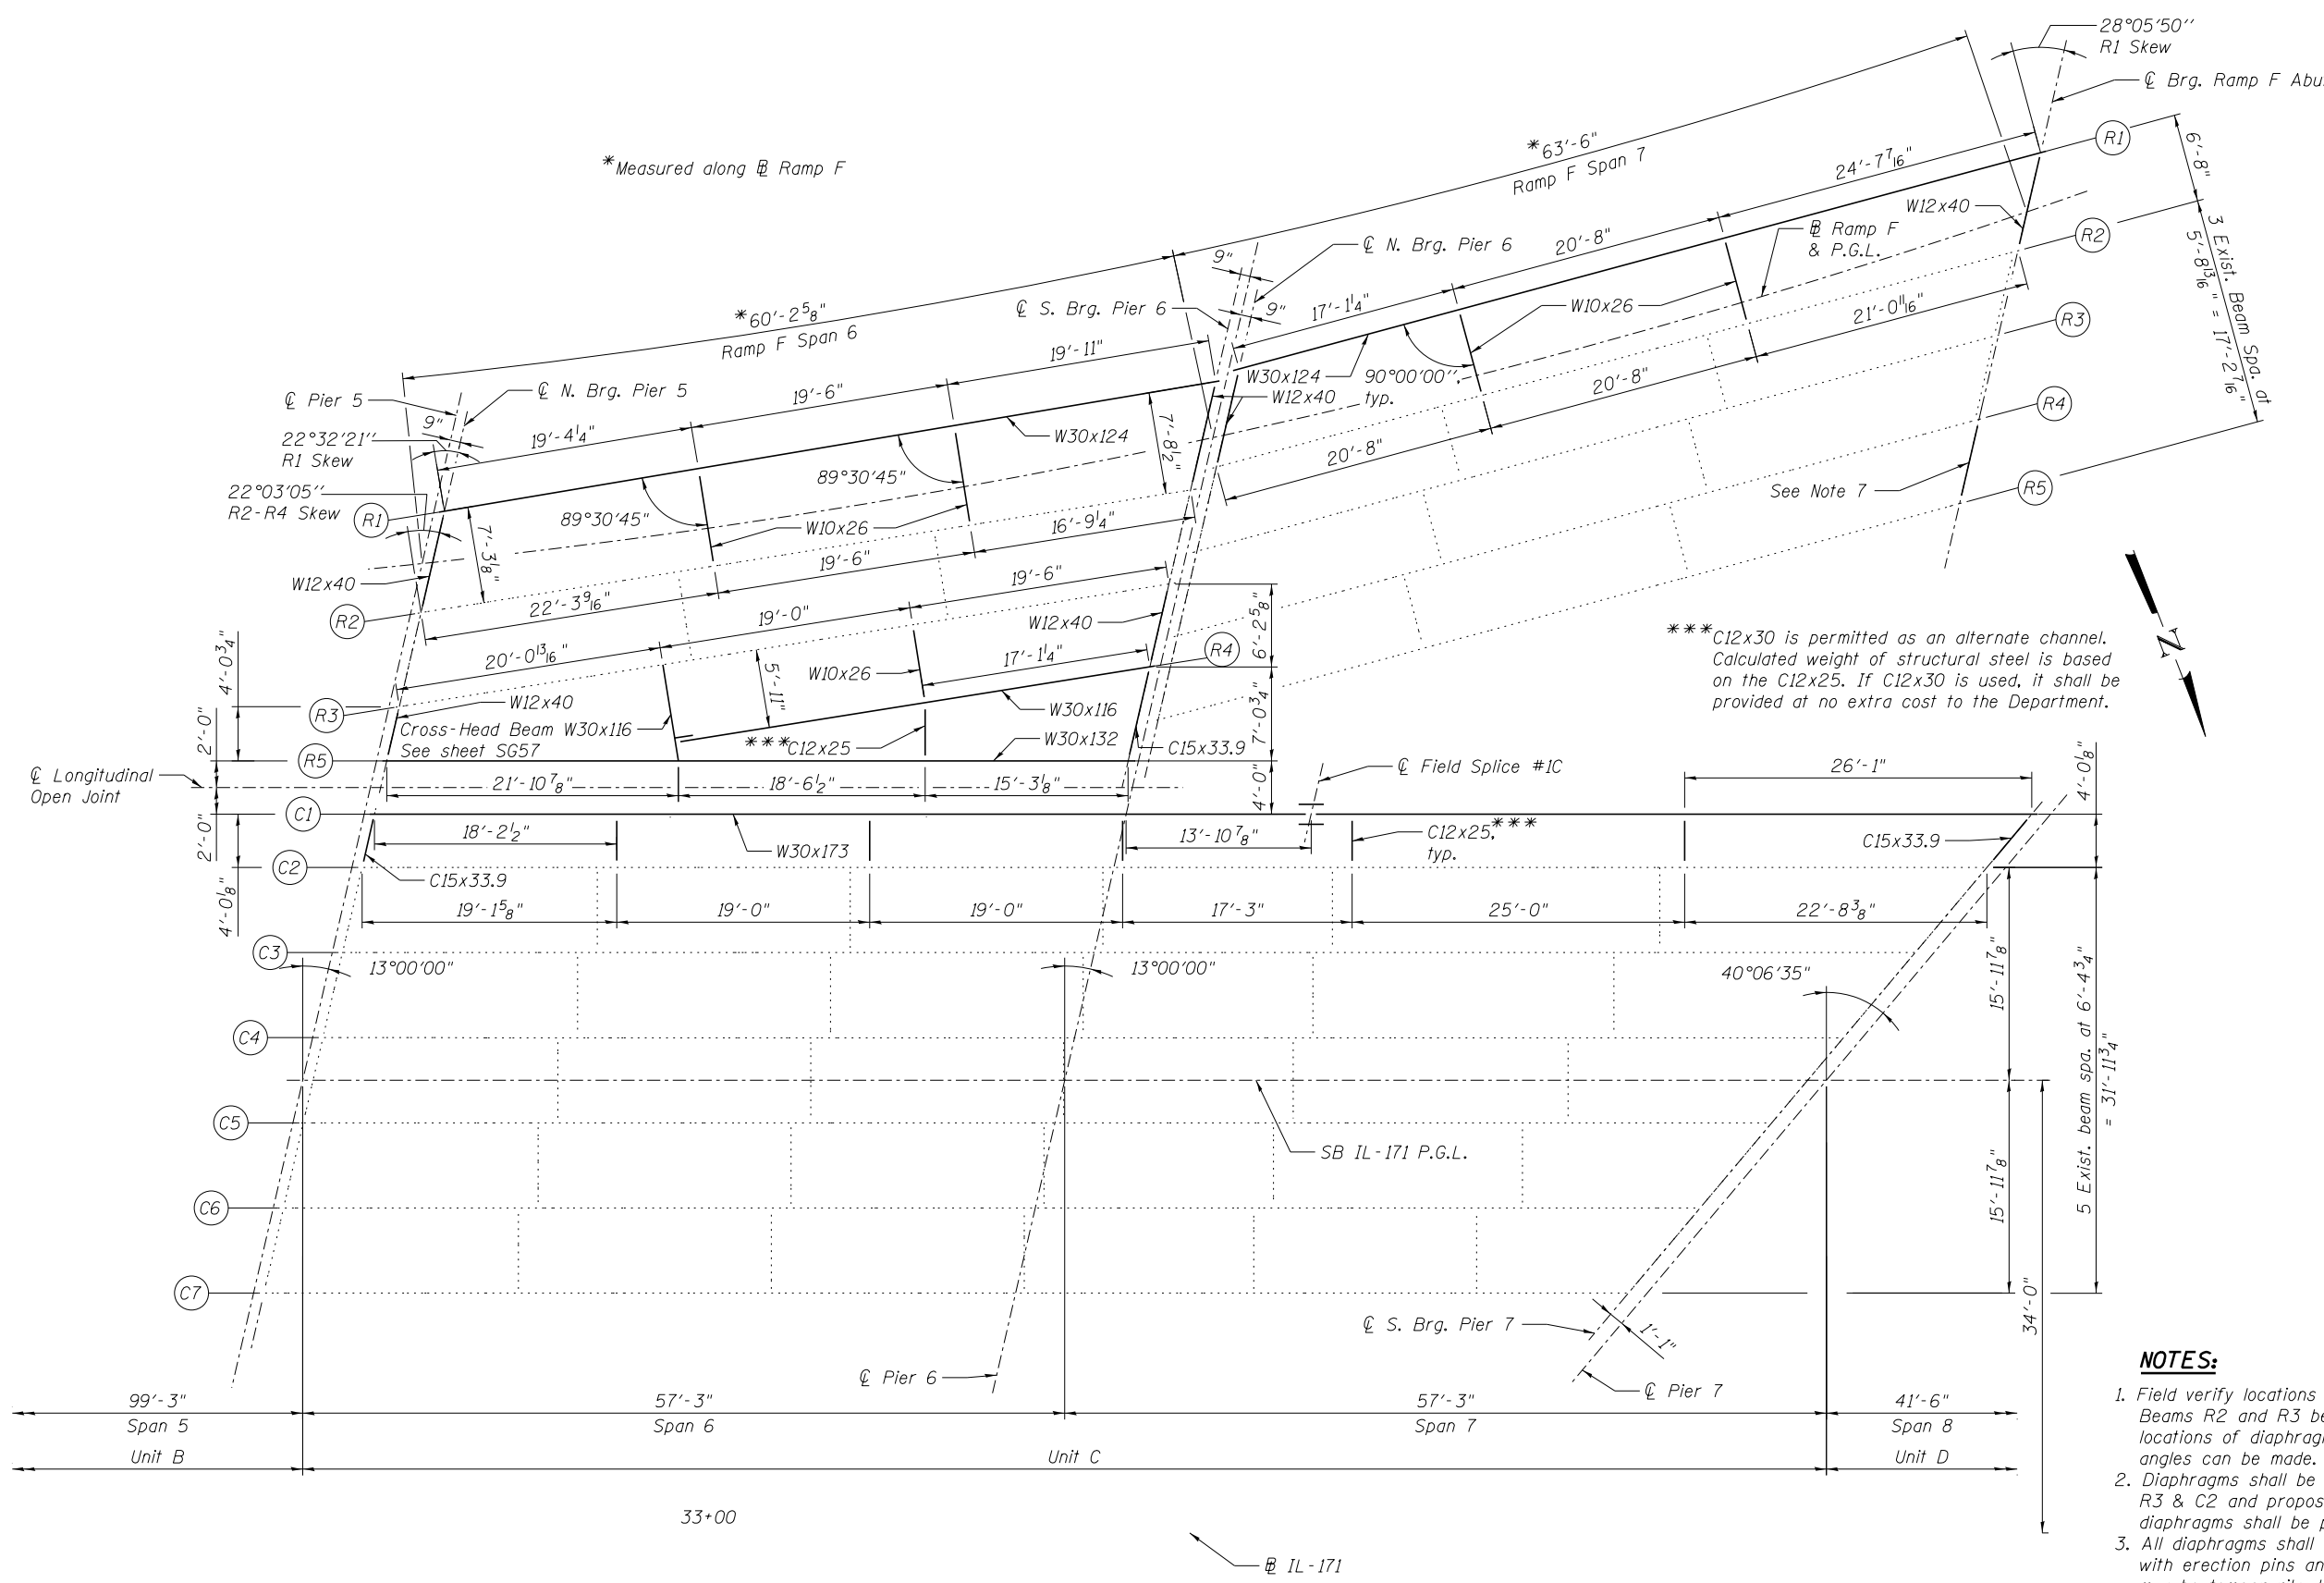 28°05'50''
R1 Skew
℄ Brg. Ramp F
*63'-6"
Ramp F Span 7
24'-7 7/16"
R1
6'-8"
*Measured along ⅊ Ramp F
W12x40
℄ N. Brg. Pier 6
20'-8"
⅊ Ramp F
& P.G.L.
R2
3 Exist. Beam Spa. at
5'-8 13/16" = 17'-2 7/16"
9"
℄ S. Brg. Pier 6
9"
17'-1 1/4"
W10x26
21'-0 11/16"
R3
*60'-2 5/8"
Ramp F Span 6
19'-11"
W30x124
90°00'00'',
typ.
20'-8"
R4
℄ Pier 5
℄ N. Brg. Pier 5
19'-6"
W12x40
9"
22°32'21''
R1 Skew
19'-4 1/4"
W30x124
7'-8 1/2"
20'-8"
89°30'45"
22°03'05''
R2-R4 Skew
R1
89°30'45"
See Note 7
R5
7'-3 1/8"
W10x26
16'-9 1/4"
W12x40
19'-6"
19'-6"
R2
22'-3 9/16"
19'-0"
W12x40
6'-2 5/8"
N
***C12x30 is permitted as an alternate channel.
Calculated weight of structural steel is based
on the C12x25. If C12x30 is used, it shall be
provided at no extra cost to the Department.
4'-0 3/4"
20'-0 13/16"
5'-11"
W10x26
17'-1 1/4"
R4
R3
W12x40
Cross-Head Beam W30x116
See sheet SG57
W30x116
7'-0 3/4"
2'-0"
***C12x25
W30x132
C15x33.9
R5
℄ Longitudinal
Open Joint
21'-10 7/8"
18'-6 1/2"
15'-3 1/8"
4'-0"
℄ Field Splice #1C
26'-1"
4'-0 1/8"
C1
2'-0"
18'-2 1/2"
W30x173
13'-10 7/8"
C12x25,***
typ.
C15x33.9
C2
C15x33.9
4'-0 1/8"
19'-1 5/8"
19'-0"
19'-0"
17'-3"
25'-0"
22'-8 3/8"
C3
13°00'00"
13°00'00"
40°06'35"
15'-11 7/8"
5 Exist. beam spa. at 6'-4 3/4"
= 31'-11 3/4"
C4
C5
SB IL-171 P.G.L.
15'-11 7/8"
C6
C7
34'-0"
℄ S. Brg. Pier 7
1'-1"
℄ Pier 6
℄ Pier 7
99'-3"
Span 5
57'-3"
Span 6
57'-3"
Span 7
41'-6"
Span 8
Unit B
Unit C
Unit D
33+00
⅊ IL-171
NOTES:
1. Field verify locations
Beams R2 and R3
locations of
angles can be made.
2. Diaphragms shall be
R3 & C2 and
diaphragms shall be
3. All diaphragms shall
with erection pins